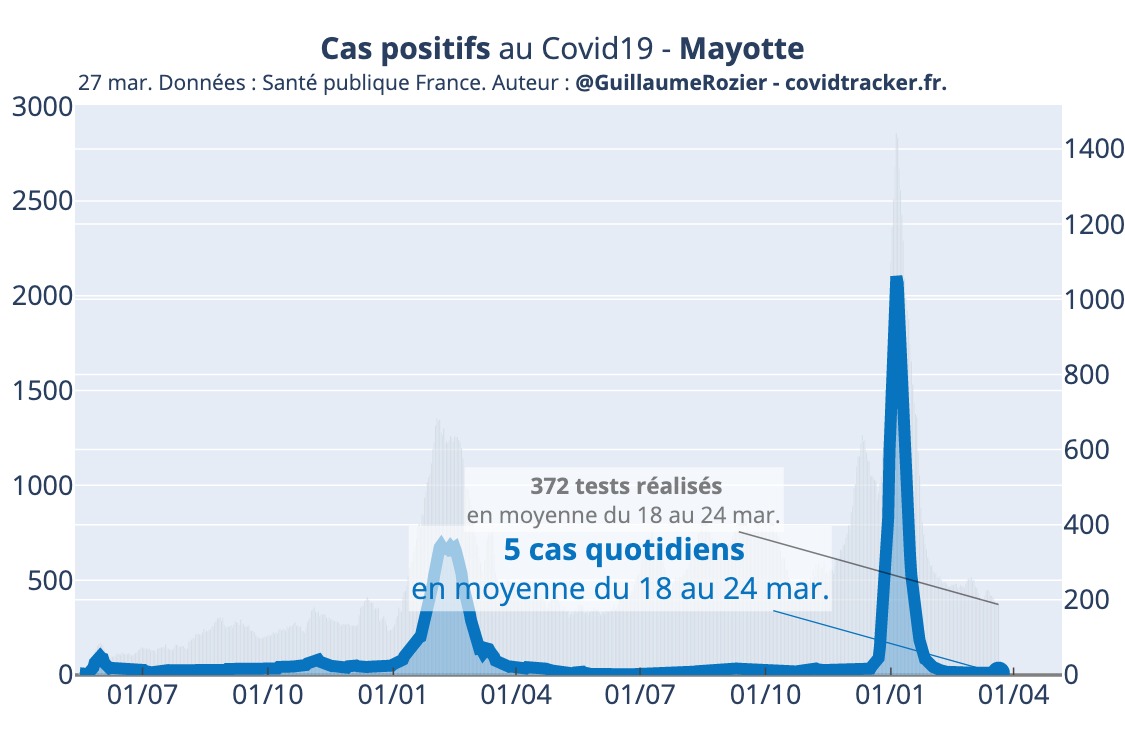 Cas positifs au Covid19 - Mayotte
27 mar. Données : Santé publique France. Auteur : @GuillaumeRozier - covidtracker.fr.
3000
2500
2000
1500
1000
500
0
1400
1200
1000
800
600
400
200
0
372 tests réalisés
en moyenne du 18 au 24 mar.
5 cas quotidiens
en moyenne du 18 au 24 mar.
01/07 01/10 01/01 01/04 01/07 01/10 01/01 01/04